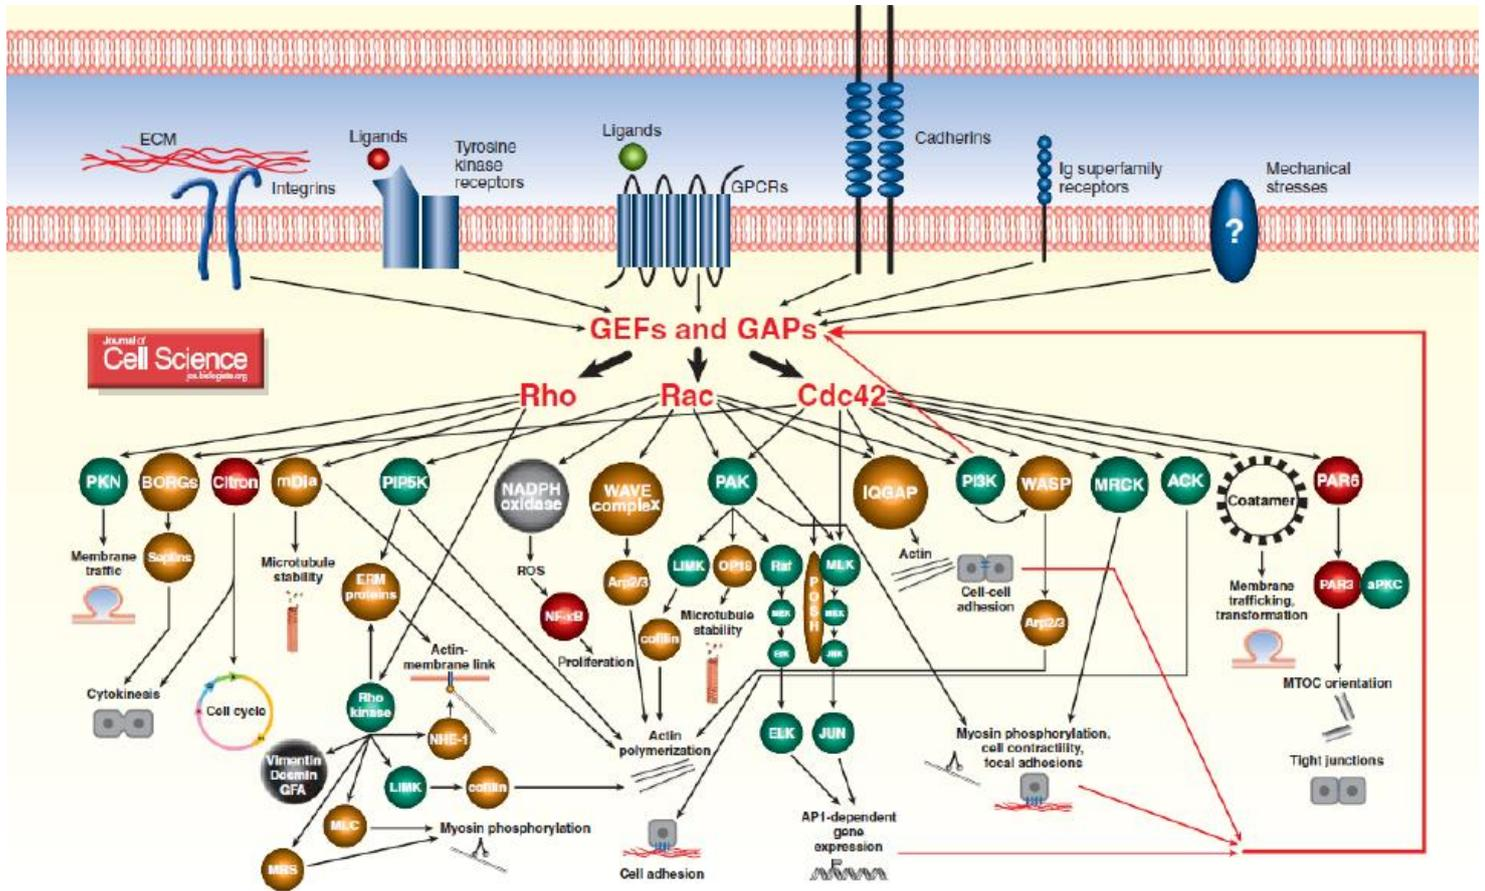 ECM
Integrins
Ligands
Tyrosine
kinase
receptors
Ligands
GPCRs
Cadherins
Ig superfamily
receptors
Mechanical
stresses
?
GEFs and GAPs
Journal of
Cell Science
jcs.biologists.org
Rho
Rac
Cdc42
PKN
BORGs
Citron
mDia
PIP5K
NADPH
oxidase
WAVE
complex
PAK
IQGAP
PI3K
WASP
MRCK
ACK
Coatamer
PAR6
Membrane
traffic
Septins
Microtubule
stability
ERM
proteins
ROS
NF-κB
Proliferation
Arp2/3
LIMK
OP18
Raf
MLK
P
O
S
H
cofilin
Microtubule
stability
MEK
MEK
Erk
JNK
Actin
Cell-cell
adhesion
Arp2/3
Membrane
trafficking,
transformation
PAR3
aPKC
Cytokinesis
Cell cycle
Actin-
membrane link
Rho
kinase
NHE-1
Vimentin
Desmin
GFA
LIMK
cofilin
Actin
polymerization
ELK
JUN
Myosin phosphorylation,
cell contractility,
focal adhesions
MTOC orientation
Tight junctions
MLC
Myosin phosphorylation
MBS
Cell adhesion
AP1-dependent
gene
expression